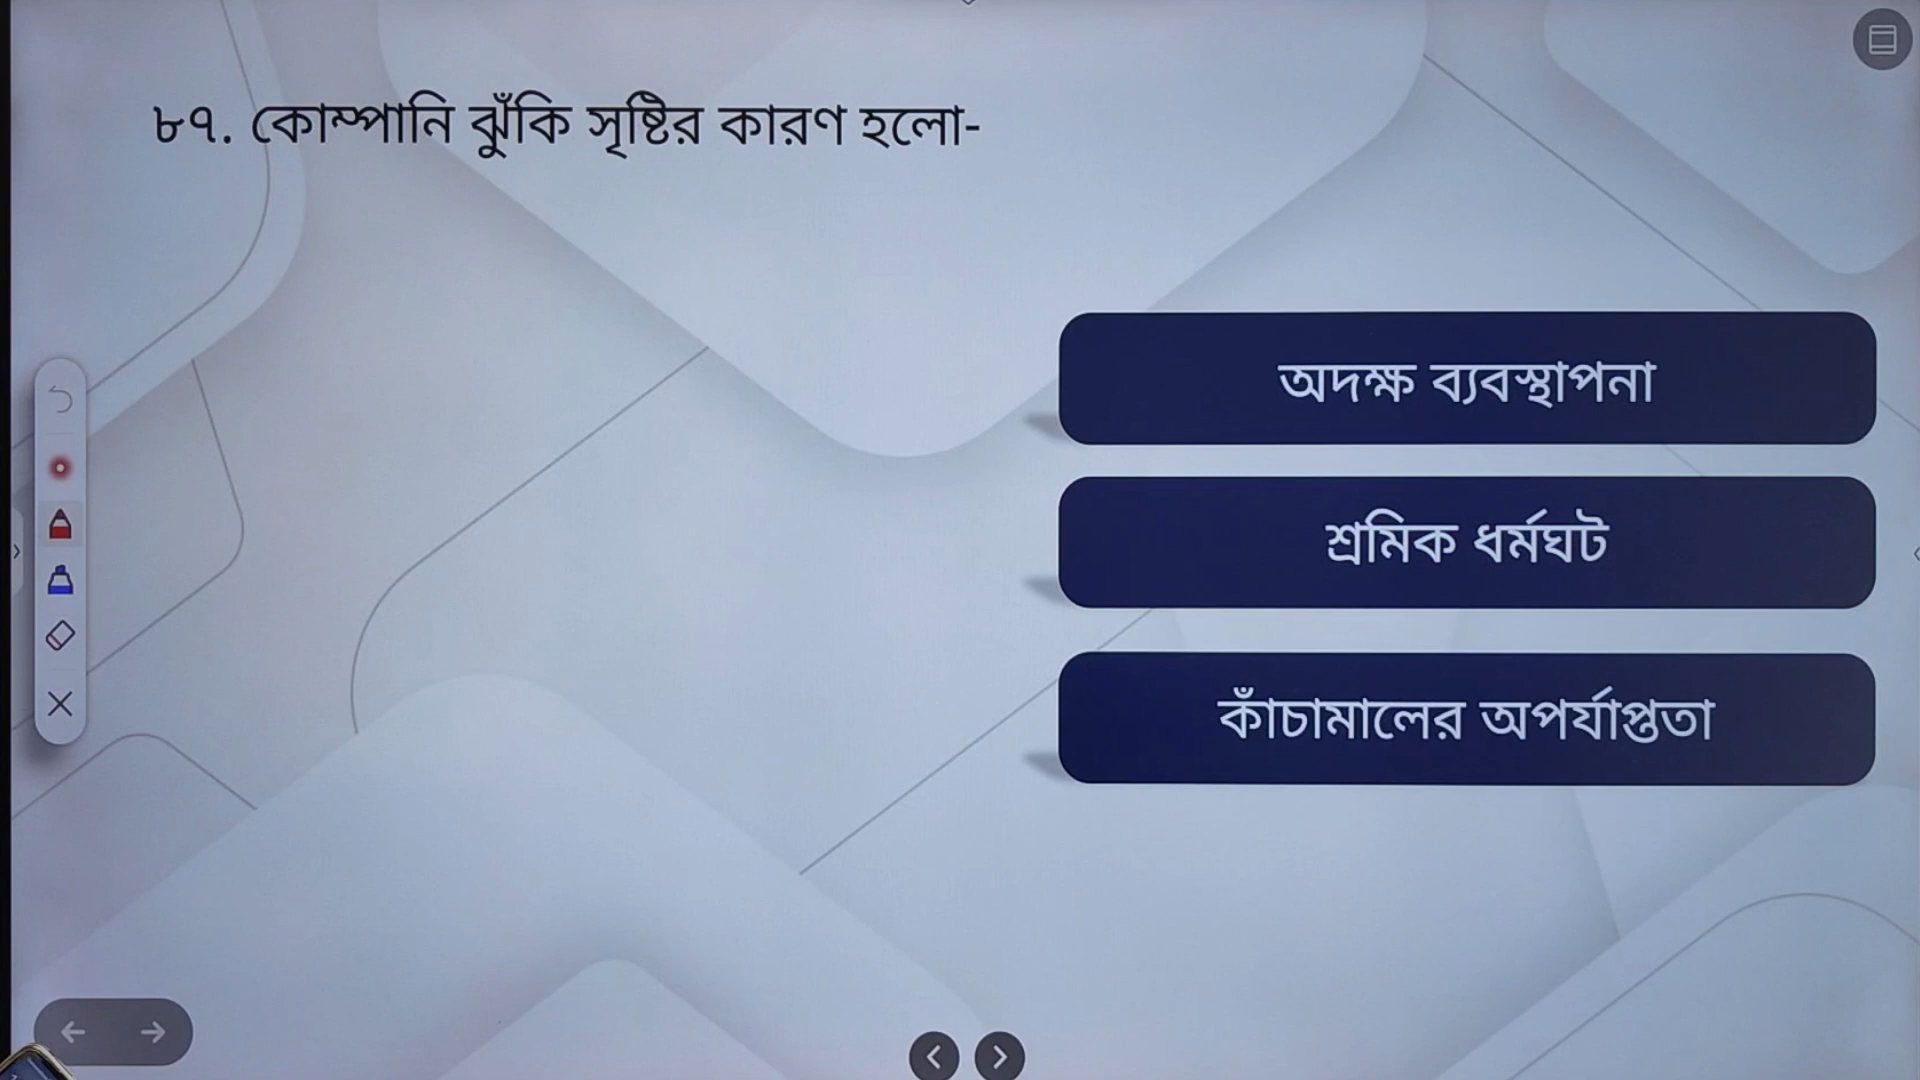 ৮৭. কোম্পানি ঝুঁকি সৃষ্টির কারণ হলো-
অদক্ষ ব্যবস্থাপনা
শ্রমিক ধর্মঘট
কাঁচামালের অপর্যাপ্ততা